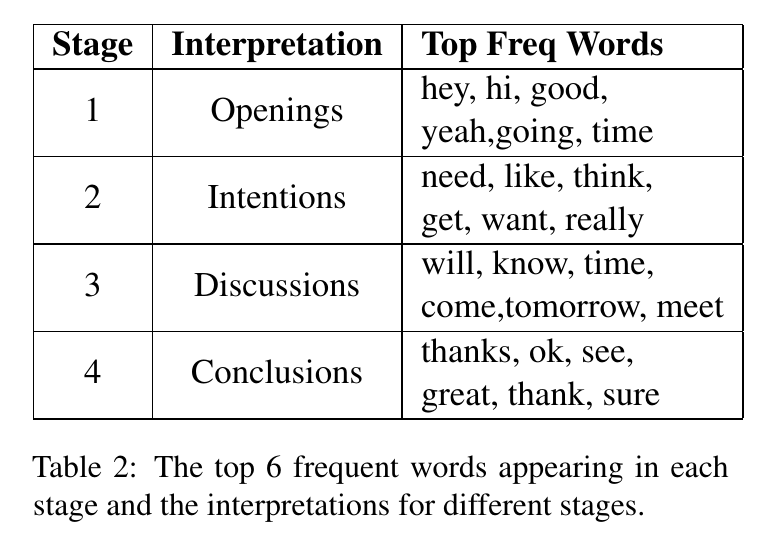 Stage Interpretation Top Freq Words
1 Openings hey, hi, good,
yeah,going, time
2 Intentions need, like, think,
get, want, really
3 Discussions will, know, time,
come,tomorrow, meet
4 Conclusions thanks, ok, see,
great, thank, sure
Table 2: The top 6 frequent words appearing in each
stage and the interpretations for different stages.